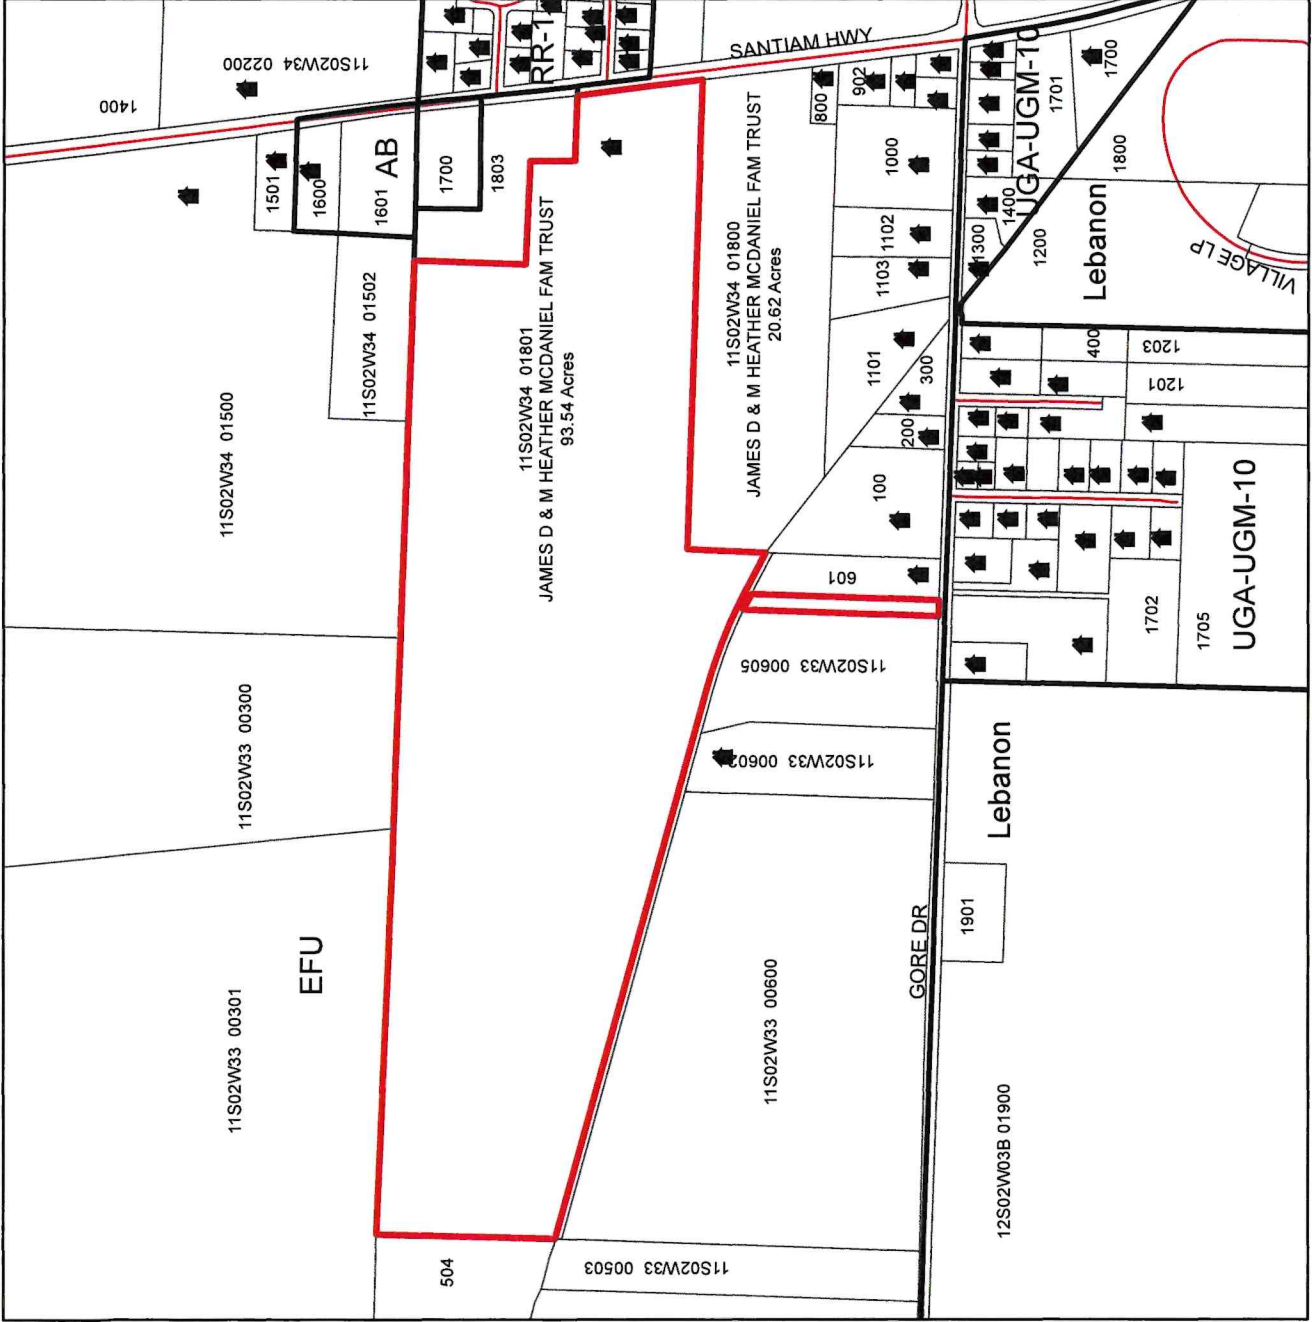 1400
11S02W34 02200
RR-1
SANTIAM HWY
1501
1600
1601
AB
1700
1803
800
902
1000
1102
1103
1101
300
200
100
601
UGA-UGM-10
1701
1700
1800
1400
1300
1200
Lebanon
VILLAGE LP
11S02W34 01500
11S02W34 01502
11S02W34 01801
JAMES D & M HEATHER MCDANIEL FAM TRUST
93.54 Acres
11S02W34 01800
JAMES D & M HEATHER MCDANIEL FAM TRUST
20.62 Acres
400
1203
1201
UGA-UGM-10
1702
1705
11S02W33 00300
11S02W33 00605
11S02W33
Lebanon
EFU
11S02W33 00301
11S02W33 00600
GORE DR
1901
12S02W03B 01900
504
11S02W33 00503